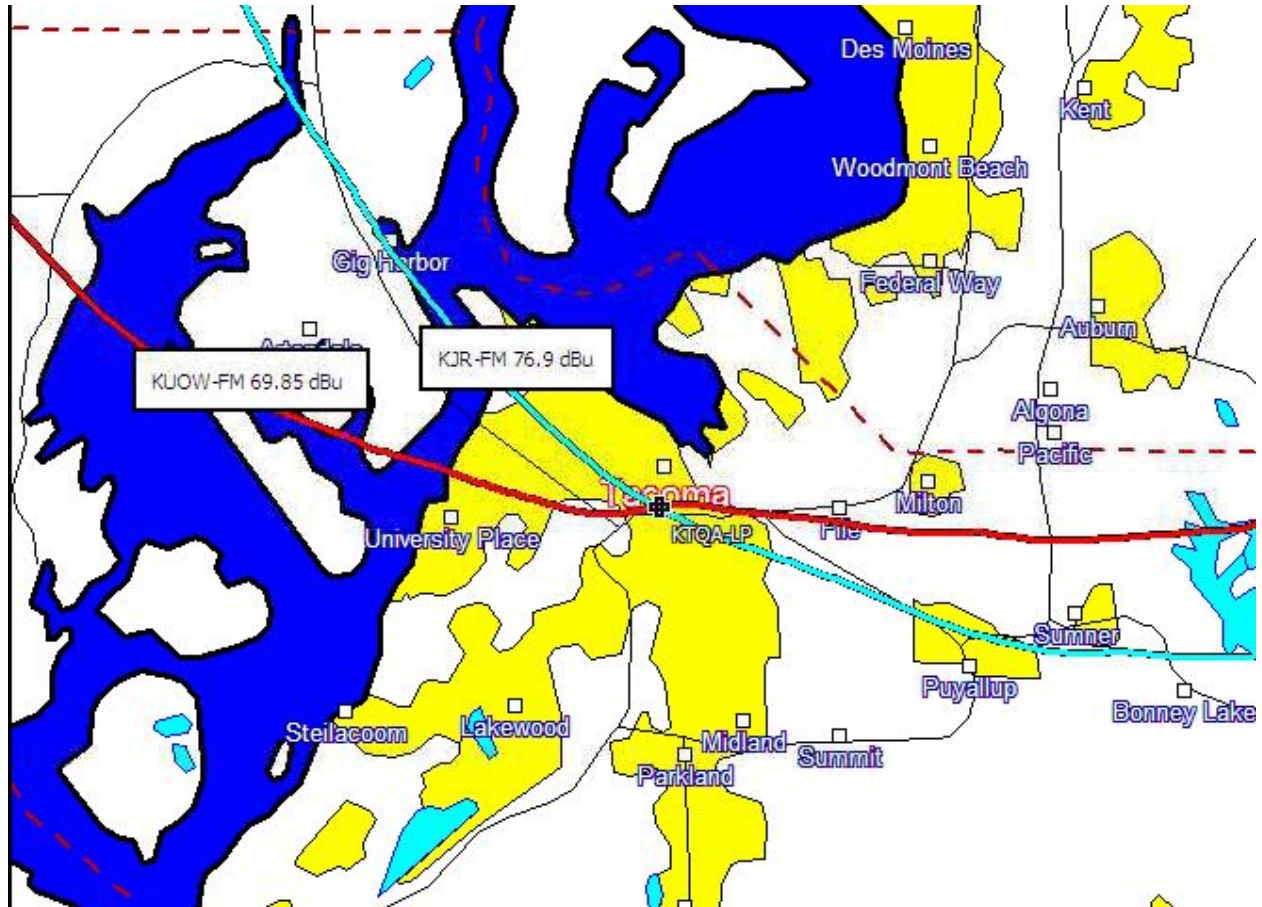 Des Moines
Kent
Woodmont Beach
Gig Harbor
Federal Way
Auburn
KJR-FM 76.9 dBu
KUOW-FM 69.85 dBu
Algona
Pacific
Tacoma
Milton
Fife
University Place
KTQA-LP
Sumner
Puyallup
Bonney Lake
Steilacoom
Lakewood
Midland
Summit
Parkland